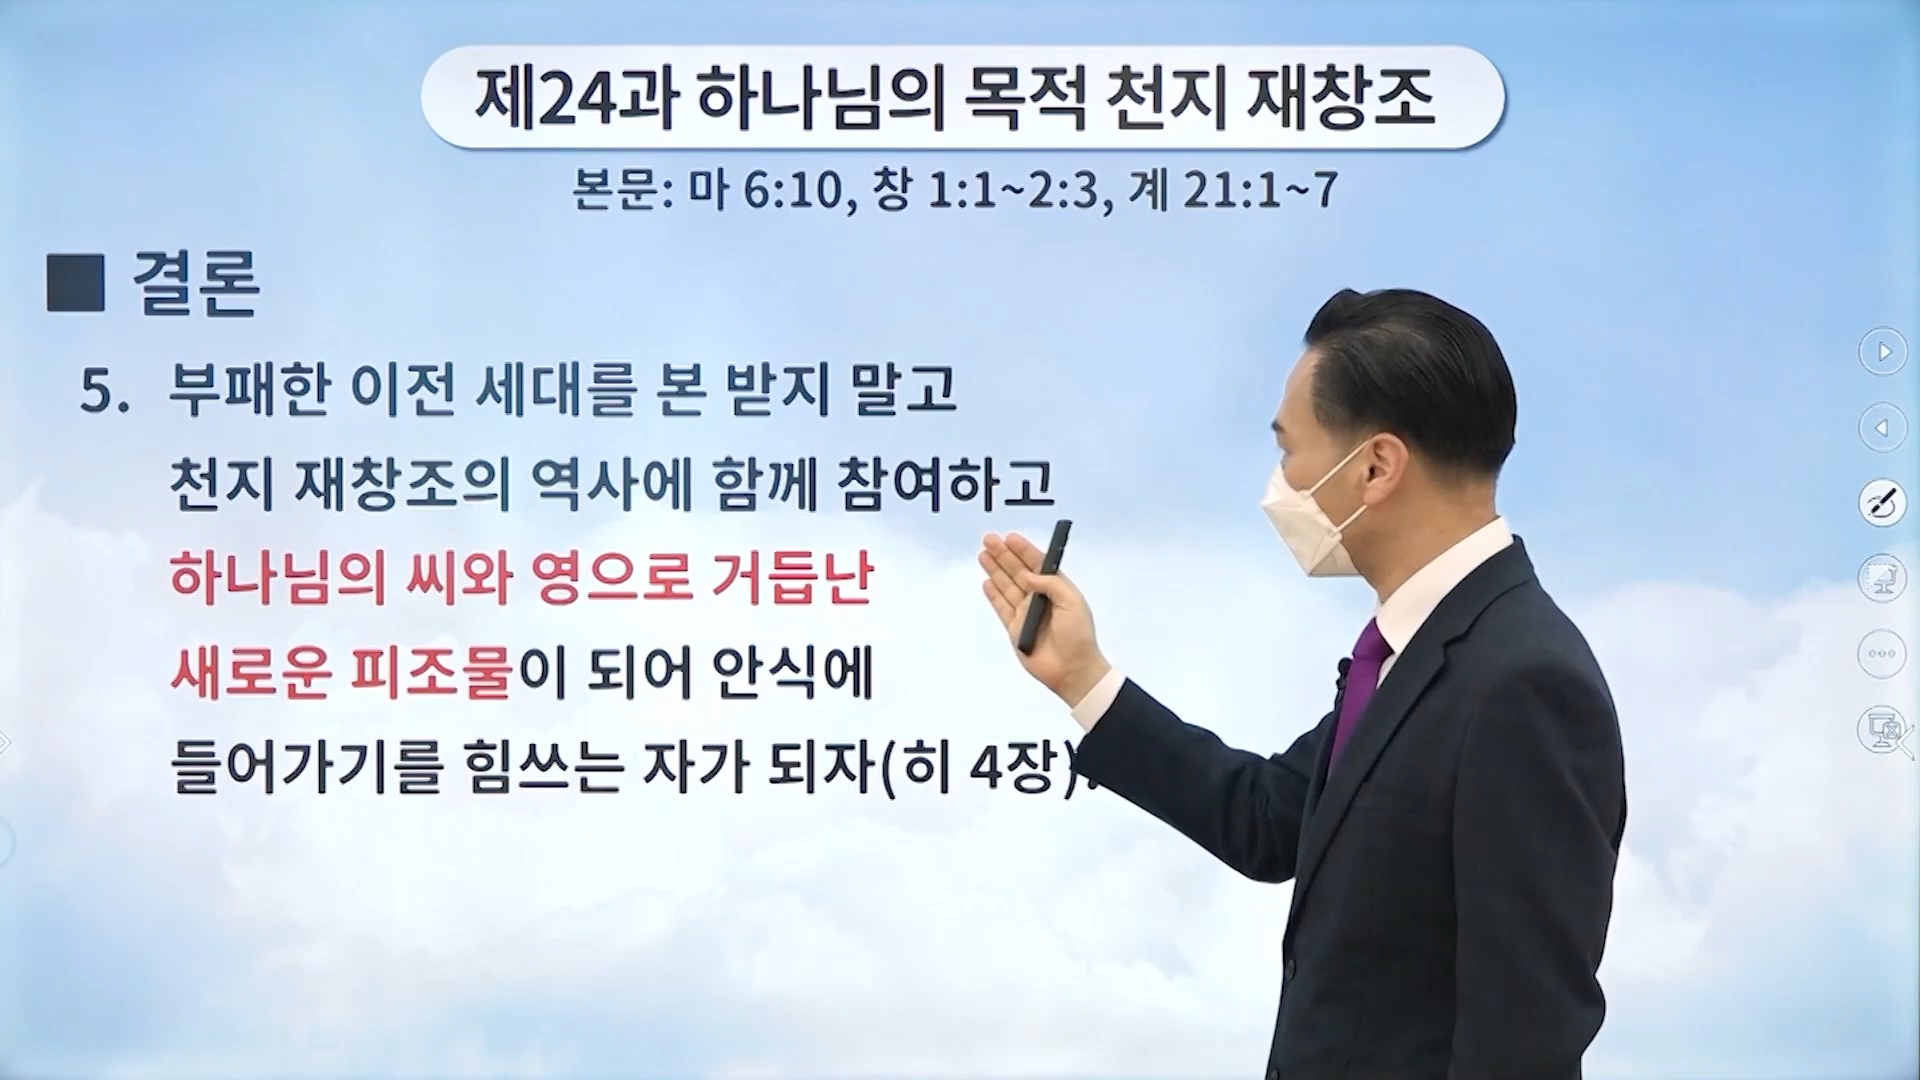 제24과 하나님의 목적 천지 재창조
본문: 마 6:10, 창 1:1~2:3, 계 21:1~7
■ 결론
5. 부패한 이전 세대를 본 받지 말고
천지 재창조의 역사에 함께 참여하고
하나님의 씨와 영으로 거듭난
새로운 피조물이 되어 안식에
들어가기를 힘쓰는 자가 되자(히 4장).